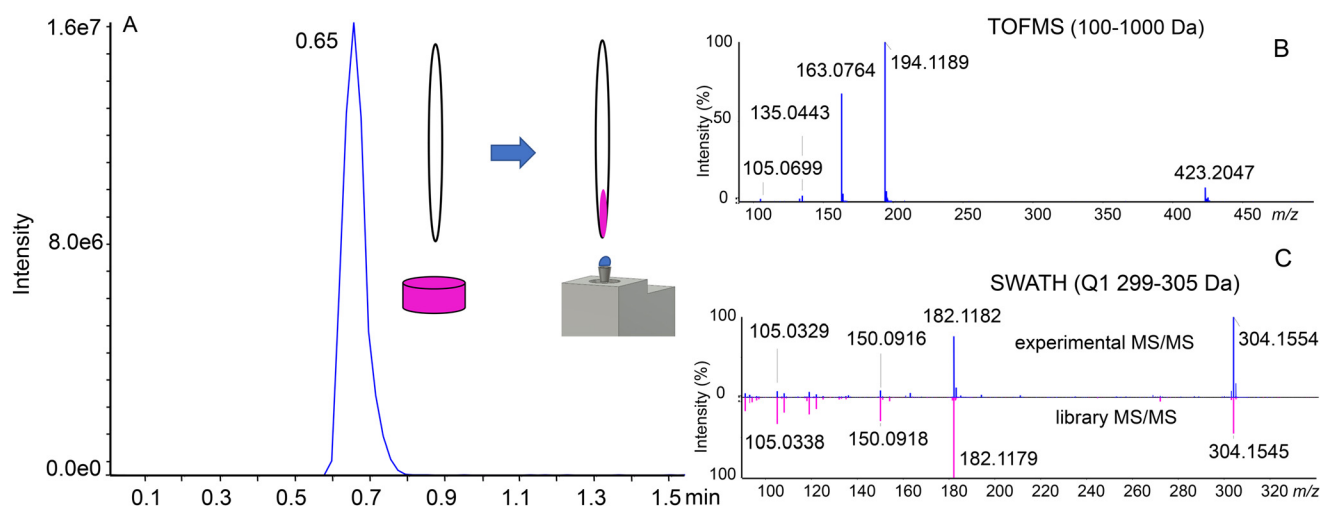 A
1.6e7
0.65
8.0e6
0.0e0
Intensity
0.1 0.3 0.5 0.7 0.9 1.1 1.3 1.5 min
TOFMS (100-1000 Da)
B
100
50
0
Intensity (%)
194.1189
163.0764
135.0443
105.0699
423.2047
100 150 200 250 300 350 400 450 m/z
C
SWATH (Q1 299-305 Da)
100
0
100
Intensity (%)
182.1182
105.0329
150.0916
experimental MS/MS
304.1554
library MS/MS
105.0338
150.0918
182.1179
304.1545
100 120 140 160 180 200 220 240 260 280 300 320 m/z